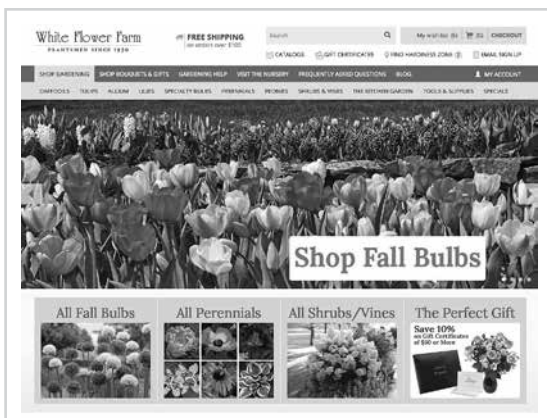 White Flower Farm
PLANTSMEN SINCE 1950
FREE SHIPPING
on orders over $100
Search
My wish list (0)
(0)
CHECKOUT
CATALOGS
GIFT CERTIFICATES
FIND HARDINESS ZONE
EMAIL SIGN UP
SHOP GARDENING
SHOP BOUQUETS & GIFTS
GARDENING HELP
VISIT THE NURSERY
FREQUENTLY ASKED QUESTIONS
BLOG
MY ACCOUNT
DAFFODILS
TULIPS
ALLIUM
LILIES
SPECIALTY BULBS
PERENNIALS
PEONIES
SHRUBS & VINES
THE KITCHEN GARDEN
TOOLS & SUPPLIES
SPECIALS
Shop Fall Bulbs
All Fall Bulbs
All Perennials
All Shrubs/Vines
The Perfect Gift
Save 10%
on Gift Certificates
of $50 or More